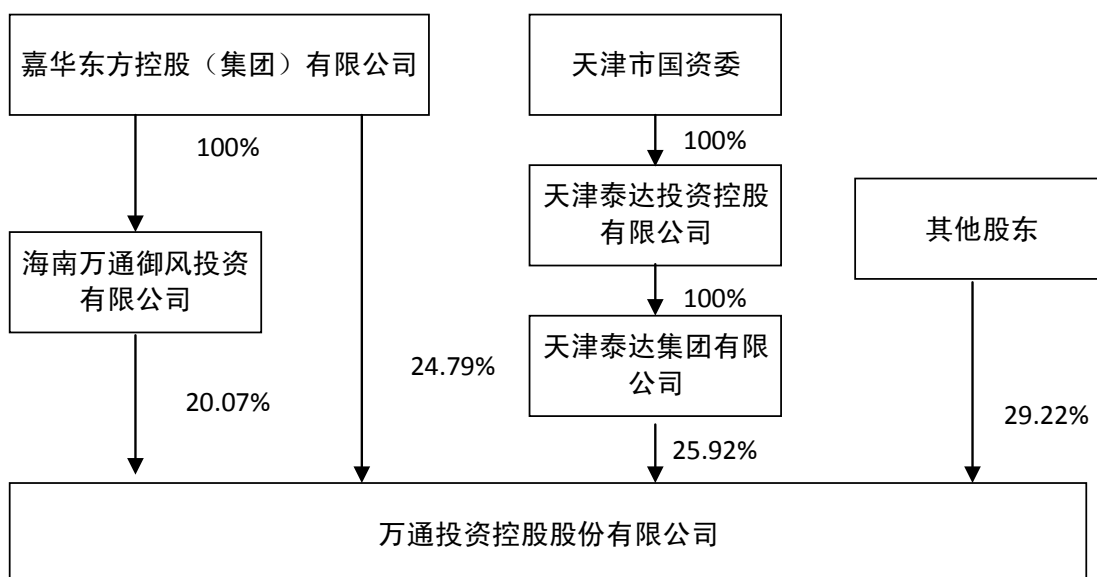 嘉华东方控股（集团）有限公司
天津市国资委
100%
100%
天津泰达投资控股
有限公司
其他股东
海南万通御风投资
有限公司
100%
天津泰达集团有限
公司
24.79%
20.07%
29.22%
25.92%
万通投资控股股份有限公司